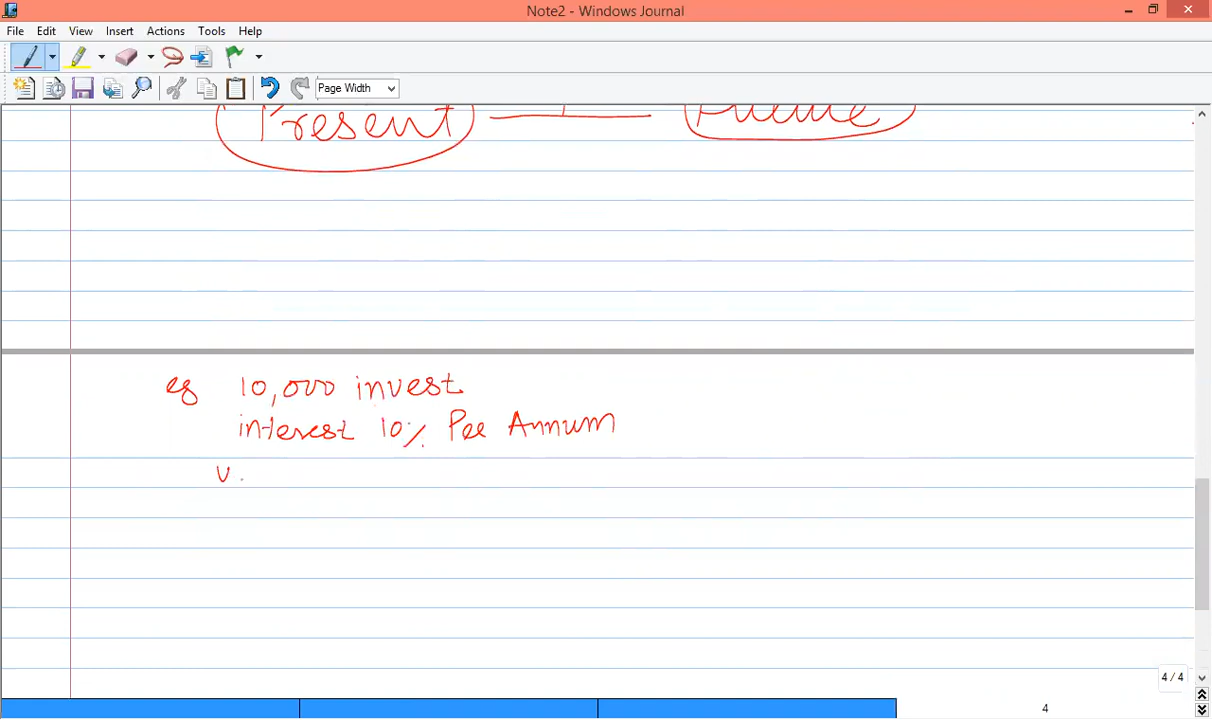 Note2 - Windows Journal
File Edit View Insert Actions Tools Help
Page Width
Present Future
eg 10,000 invest
interest 10% Per Annum
v.
4 / 4
4